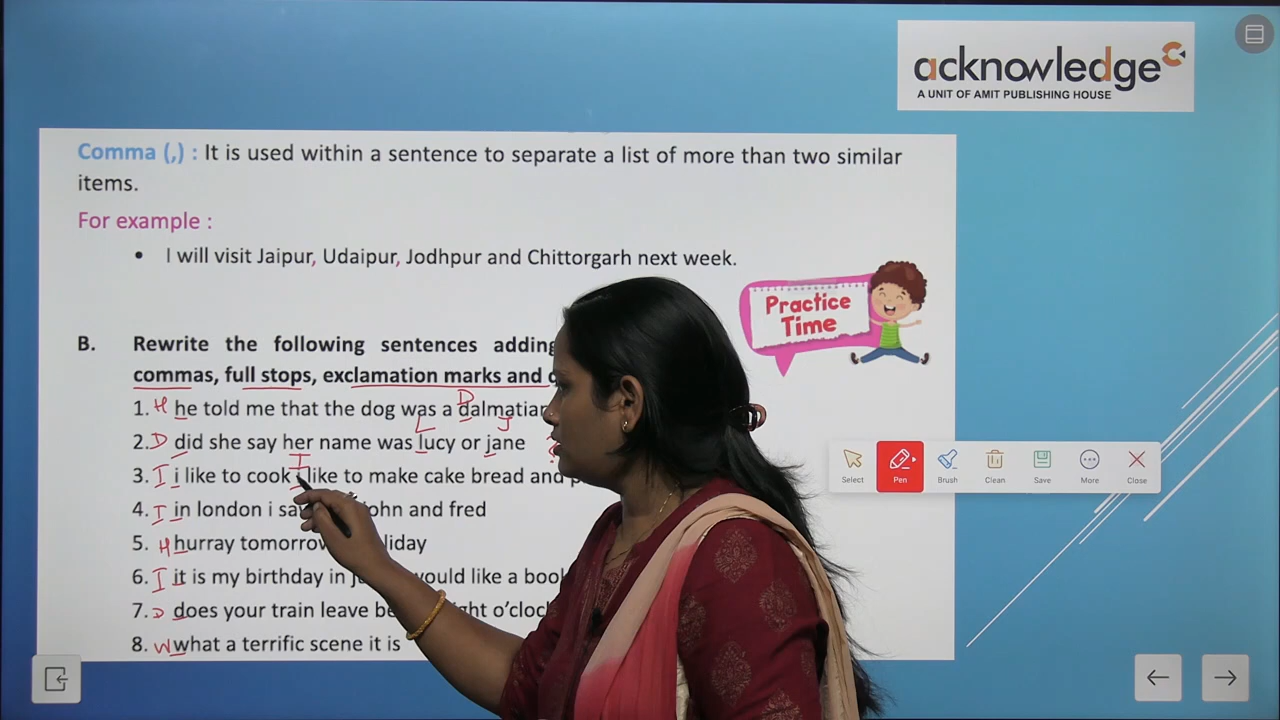 acknowledge
A UNIT OF AMIT PUBLISHING HOUSE
Comma (,) : It is used within a sentence to separate a list of more than two similar
items.
For example :
• I will visit Jaipur, Udaipur, Jodhpur and Chittorgarh next week.
Practice
Time
B. Rewrite the following sentences adding
commas, full stops, exclamation marks and
D
1. H he told me that the dog was a dalmatian
L J
2. D did she say her name was lucy or jane
I
3. I i like to cook like to make cake bread and
4. I in london i john and fred
5. H hurray tomorrow
6. I it is my birthday in would like a book
7. D does your train leave o'clock
8. W what a terrific scene it is
Select Pen Brush Clean Save More Close